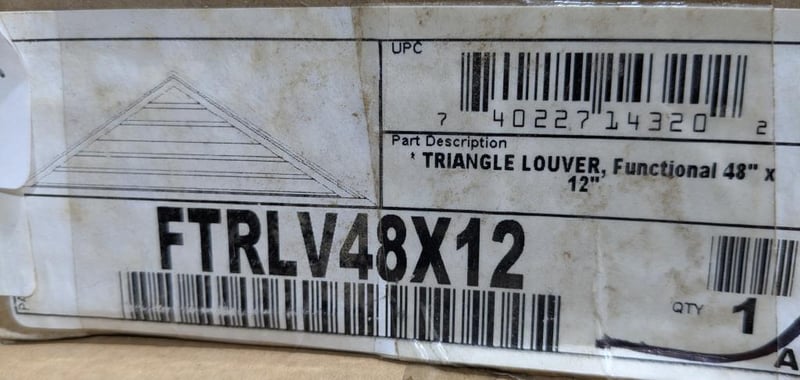 UPC
7 40227 14320 2
Part Description
* TRIANGLE LOUVER, Functional 48" x
12"
FTRLV48X12
QTY 1
A